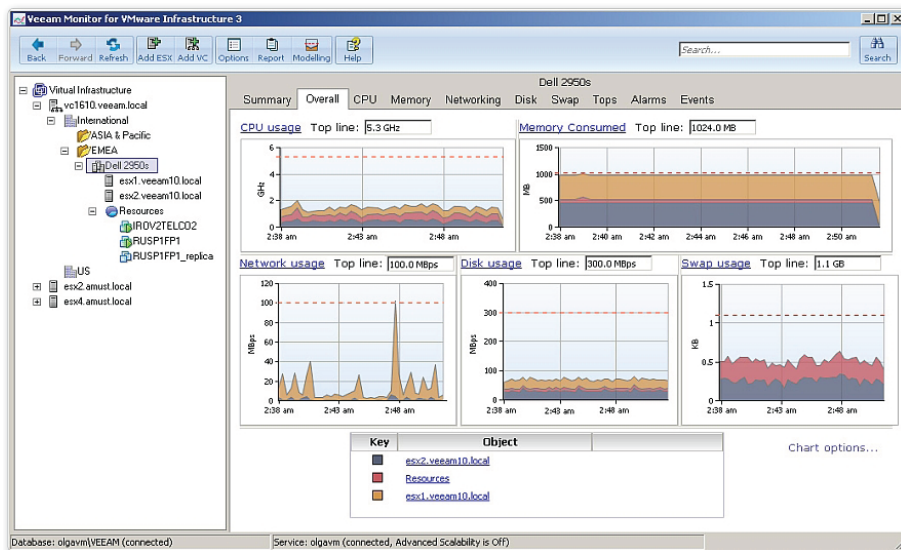 Veeam Monitor for VMware Infrastructure 3
Back Forward Refresh Add ESX Add VC Options Report Modelling Help Search... Search
Virtual Infrastructure
vc1610.veeam.local
International
ASIA & Pacific
EMEA
Dell 2950s
esx1.veeam10.local
esx2.veeam10.local
Resources
IROV2TELCO2
RUSP1FP1
RUSP1FP1_replica
US
esx2.amust.local
esx4.amust.local
Dell 2950s
Summary Overall CPU Memory Networking Disk Swap Tops Alarms Events
CPU usage Top line: 5.3 GHz
6
4
2
0
GHz
2:38 am 2:43 am 2:48 am
Memory Consumed Top line: 1024.0 MB
1500
1000
500
0
MB
2:38 am 2:40 am 2:42 am 2:44 am 2:46 am 2:48 am 2:50 am
Network usage Top line: 100.0 MBps
120
100
80
60
40
20
0
MBps
2:38 am 2:43 am 2:48 am
Disk usage Top line: 300.0 MBps
400
300
200
100
0
MBps
2:38 am 2:43 am 2:48 am
Swap usage Top line: 1.1 GB
1.5
1
0.5
0
KB
2:38 am 2:43 am 2:48 am
Key Object
esx2.veeam10.local
Resources
esx1.veeam10.local
Chart options...
Database: olgavm\VEEAM (connected)
Service: olgavm (connected, Advanced Scalability is Off)